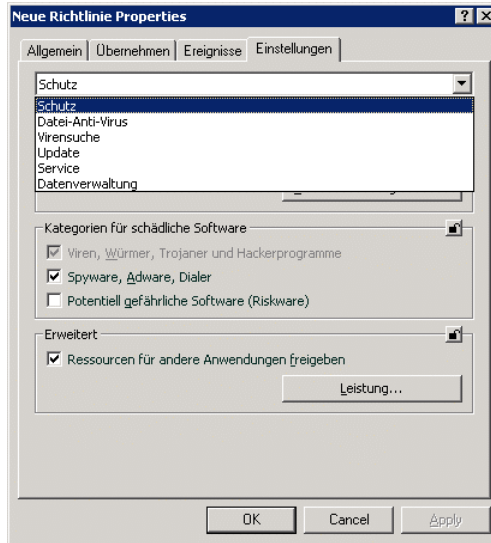 Neue Richtlinie Properties
Allgemein Übernehmen Ereignisse Einstellungen
Schutz
Schutz
Datei-Anti-Virus
Virensuche
Update
Service
Datenverwaltung
Kategorien für schädliche Software
Viren, Würmer, Trojaner und Hackerprogramme
Spyware, Adware, Dialer
Potentiell gefährliche Software (Riskware)
Erweitert
Ressourcen für andere Anwendungen freigeben
Leistung...
OK Cancel Apply